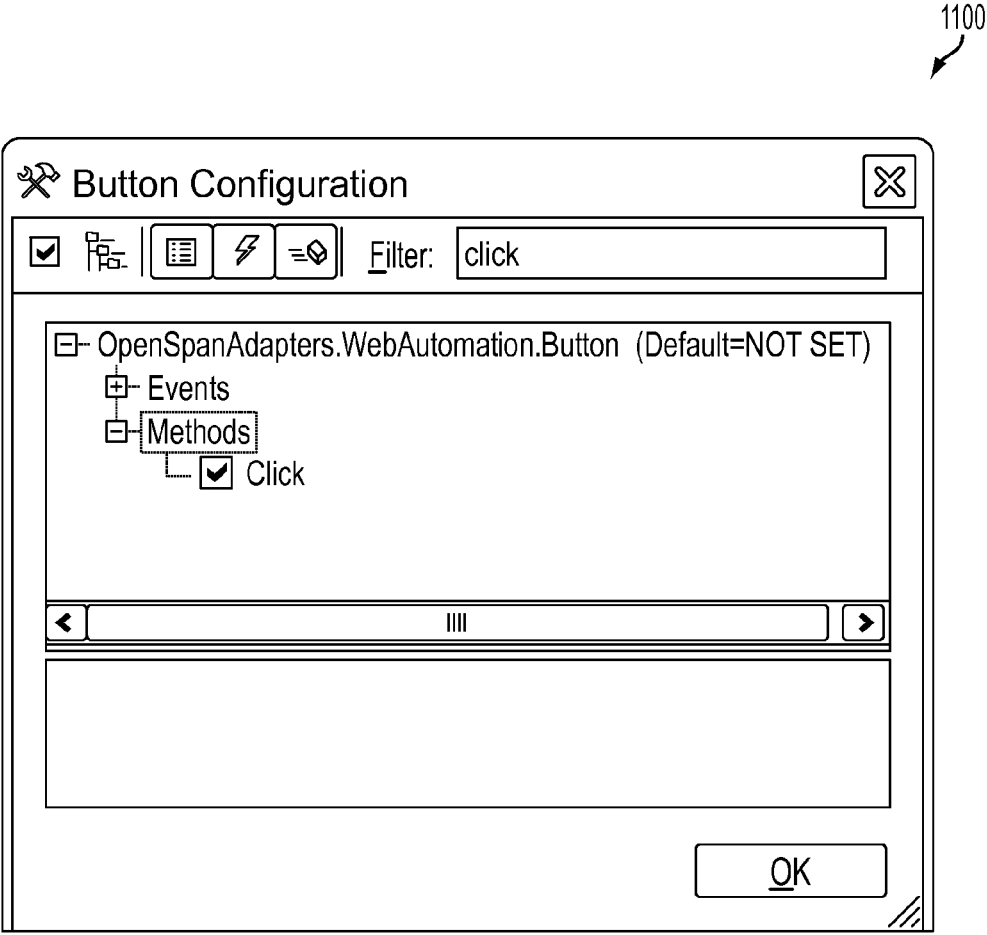 1100
Button Configuration
Filter: click
OpenSpanAdapters.WebAutomation.Button (Default=NOT SET)
Events
Methods
Click
OK